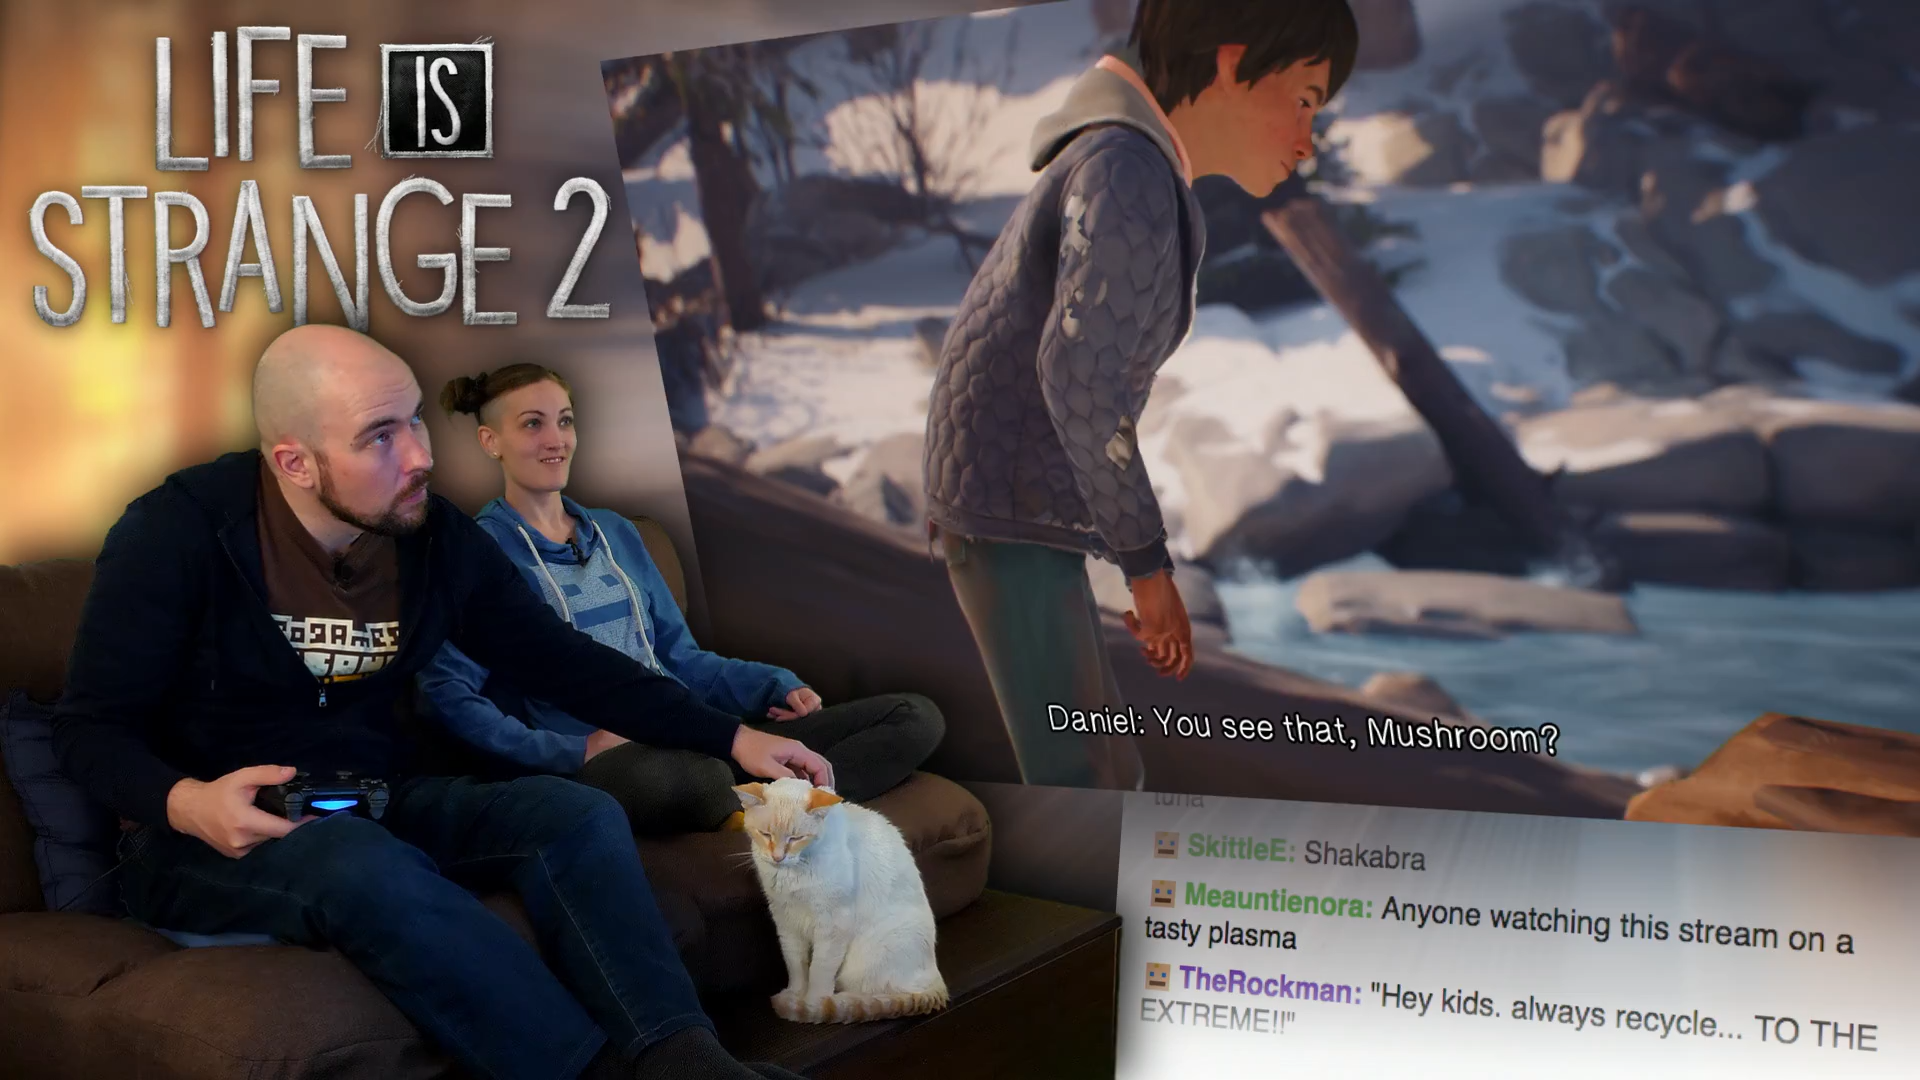 LIFE IS
STRANGE 2
Daniel: You see that, Mushroom?
tuna
SkittleE: Shakabra
Meauntienora: Anyone watching this stream on a
tasty plasma
TheRockman: "Hey kids. always recycle... TO THE
EXTREME!!"